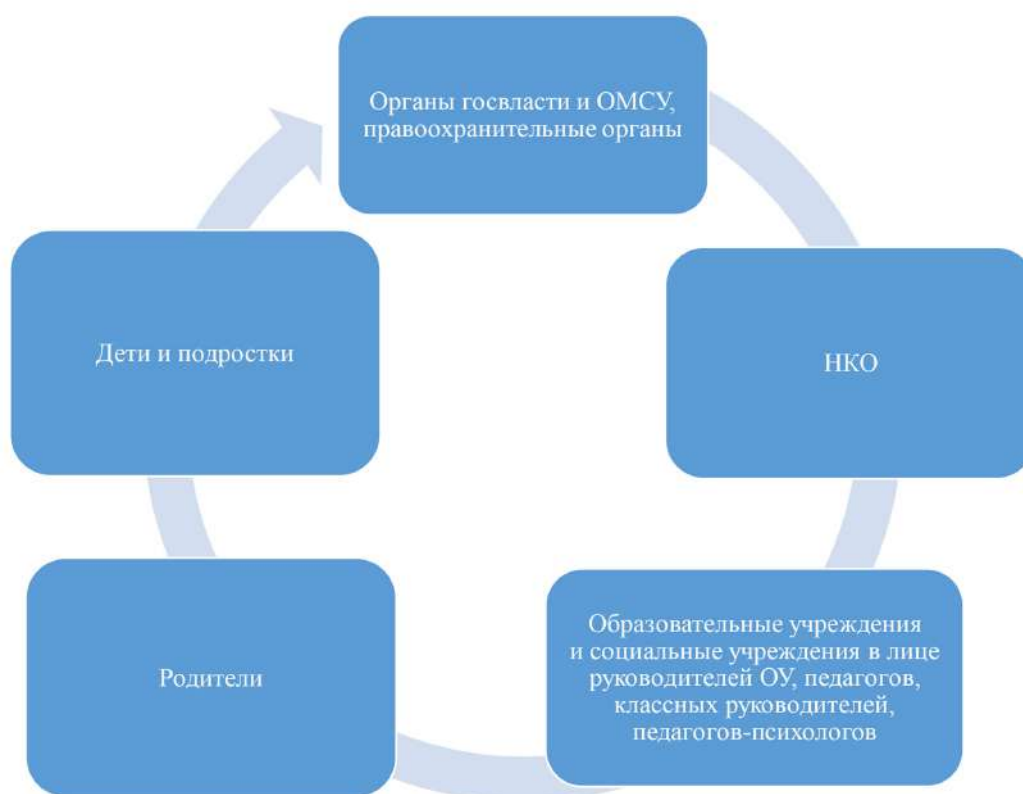 Органы госвласти и ОМСУ,
правоохранительные органы
НКО
Образовательные учреждения
и социальные учреждения в лице
руководителей ОУ, педагогов,
классных руководителей,
педагогов-психологов
Родители
Дети и подростки